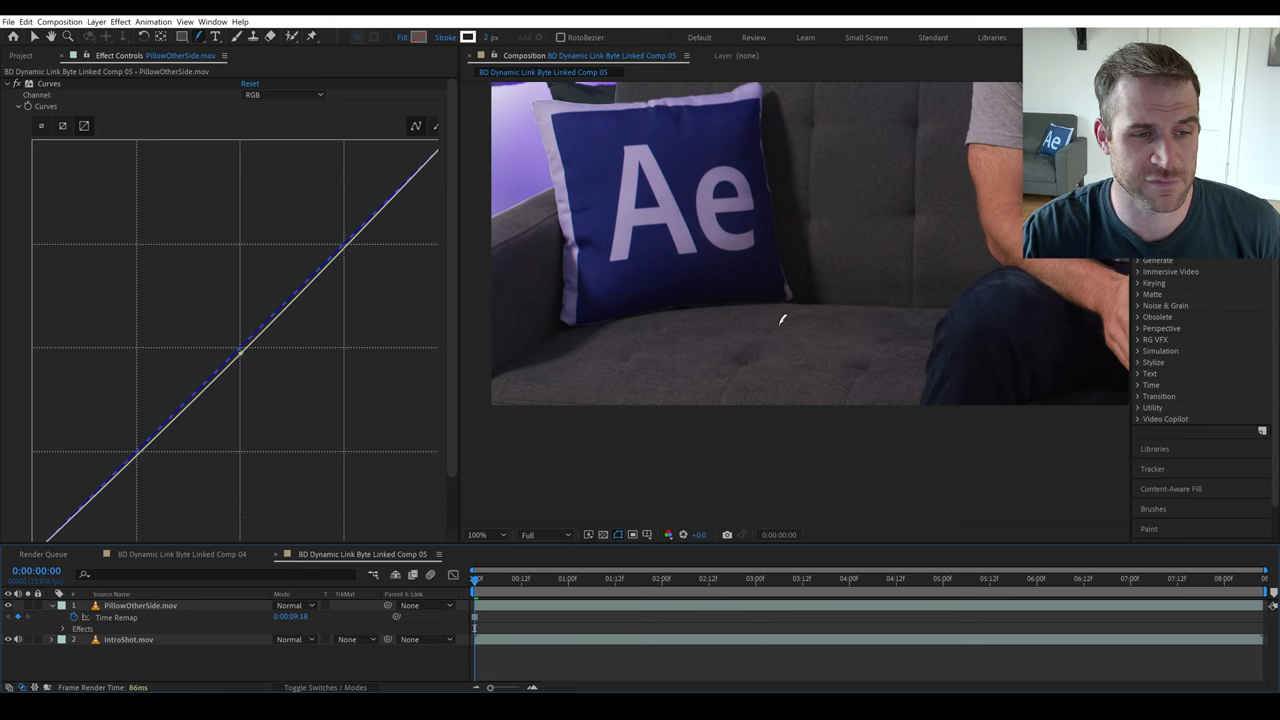 File Edit Composition Layer Effect Animation View Window Help
Fill: Stroke: 2 px Add: RotoBezier Default Review Learn Small Screen Standard Libraries
Project Effect Controls PillowOtherSide.mov Composition BD Dynamic Link Byte Linked Comp 05 Layer (none)
BD Dynamic Link Byte Linked Comp 05 • PillowOtherSide.mov BD Dynamic Link Byte Linked Comp 05
fx Curves Reset
Channel: RGB
Curves
Ae
Ae
Generate
Immersive Video
Keying
Matte
Noise & Grain
Obsolete
Perspective
RG VFX
Simulation
Stylize
Text
Time
Transition
Utility
Video Copilot
Libraries
Tracker
Content-Aware Fill
Brushes
Paint
100% Full +0.0 0:00:00:00
Render Queue BD Dynamic Link Byte Linked Comp 04 BD Dynamic Link Byte Linked Comp 05
0:00:00:00
00000 (23.976 fps)
00:12f 01:00f 01:12f 02:00f 02:12f 03:00f 03:12f 04:00f 04:12f 05:00f 05:12f 06:00f 06:12f 07:00f 07:12f 08:00f
# Source Name Mode T TrkMat Parent & Link
1 PillowOtherSide.mov Normal None
Time Remap 0:00:09:18
Effects
2 IntroShot.mov Normal None None
Frame Render Time: 86ms Toggle Switches / Modes